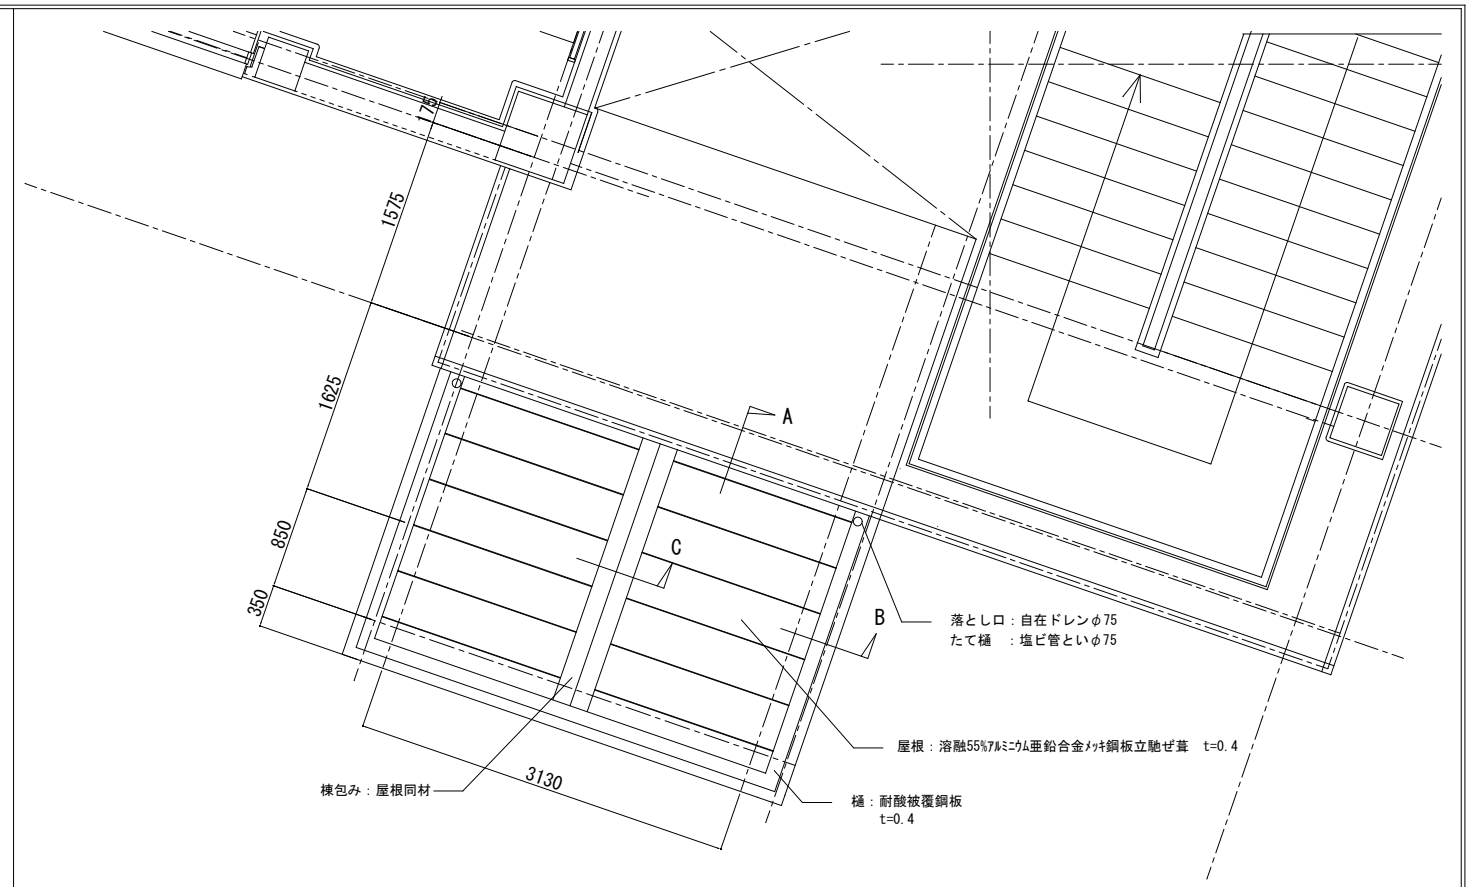 175
1575
1625
850
350
A
C
B
落とし口：自在ドレンφ75
たて樋　：塩ビ管といφ75
屋根：溶融55%アルミニウム亜鉛合金メッキ鋼板立馳ぜ葺　t=0.4
棟包み：屋根同材
3130
樋：耐酸被覆鋼板
t=0.4